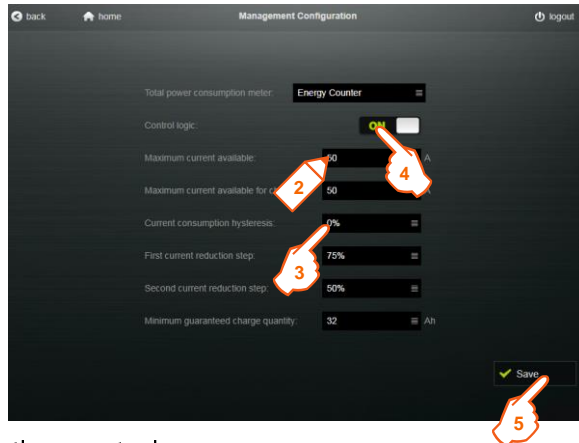 back home Management Configuration logout
Total power consumption meter: Energy Counter
Control logic: ON
Maximum current available: 50 A
4
2
Maximum current available for 50
Current consumption hysteresis: 0%
First current reduction step: 75%
3
Second current reduction step: 50%
Minimum guaranteed charge quantity: 32 Ah
Save
5